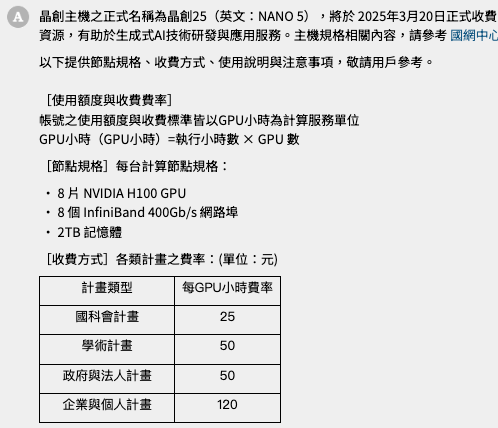 A
晶創主機之正式名稱為晶創25（英文：NANO 5），將於 2025年3月20日正式收費
資源，有助於生成式AI技術研發與應用服務。主機規格相關內容，請參考 國網中心
以下提供節點規格、收費方式、使用說明與注意事項，敬請用戶參考。
［使用額度與收費費率］
帳號之使用額度與收費標準皆以GPU小時為計算服務單位
GPU小時（GPU小時）=執行小時數 × GPU 數
［節點規格］每台計算節點規格：
・ 8 片 NVIDIA H100 GPU
・ 8 個 InfiniBand 400Gb/s 網路埠
・ 2TB 記憶體
［收費方式］各類計畫之費率：(單位：元)
計畫類型 每GPU小時費率
國科會計畫 25
學術計畫 50
政府與法人計畫 50
企業與個人計畫 120